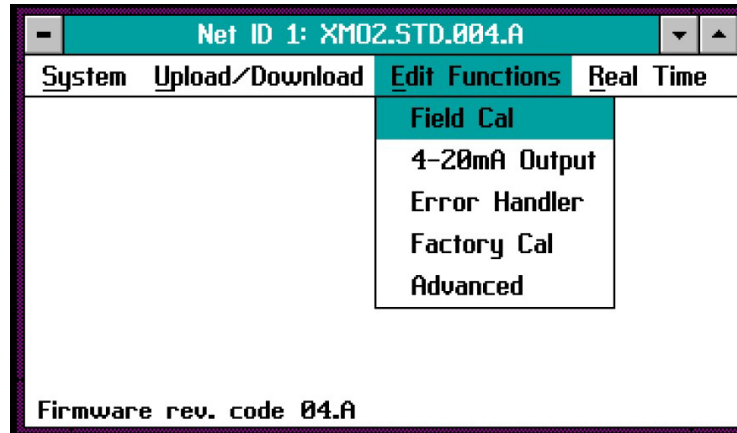 Net ID 1: XMO2.STD.004.A
System Upload/Download Edit Functions Real Time
Field Cal
4-20mA Output
Error Handler
Factory Cal
Advanced
Firmware rev. code 04.A